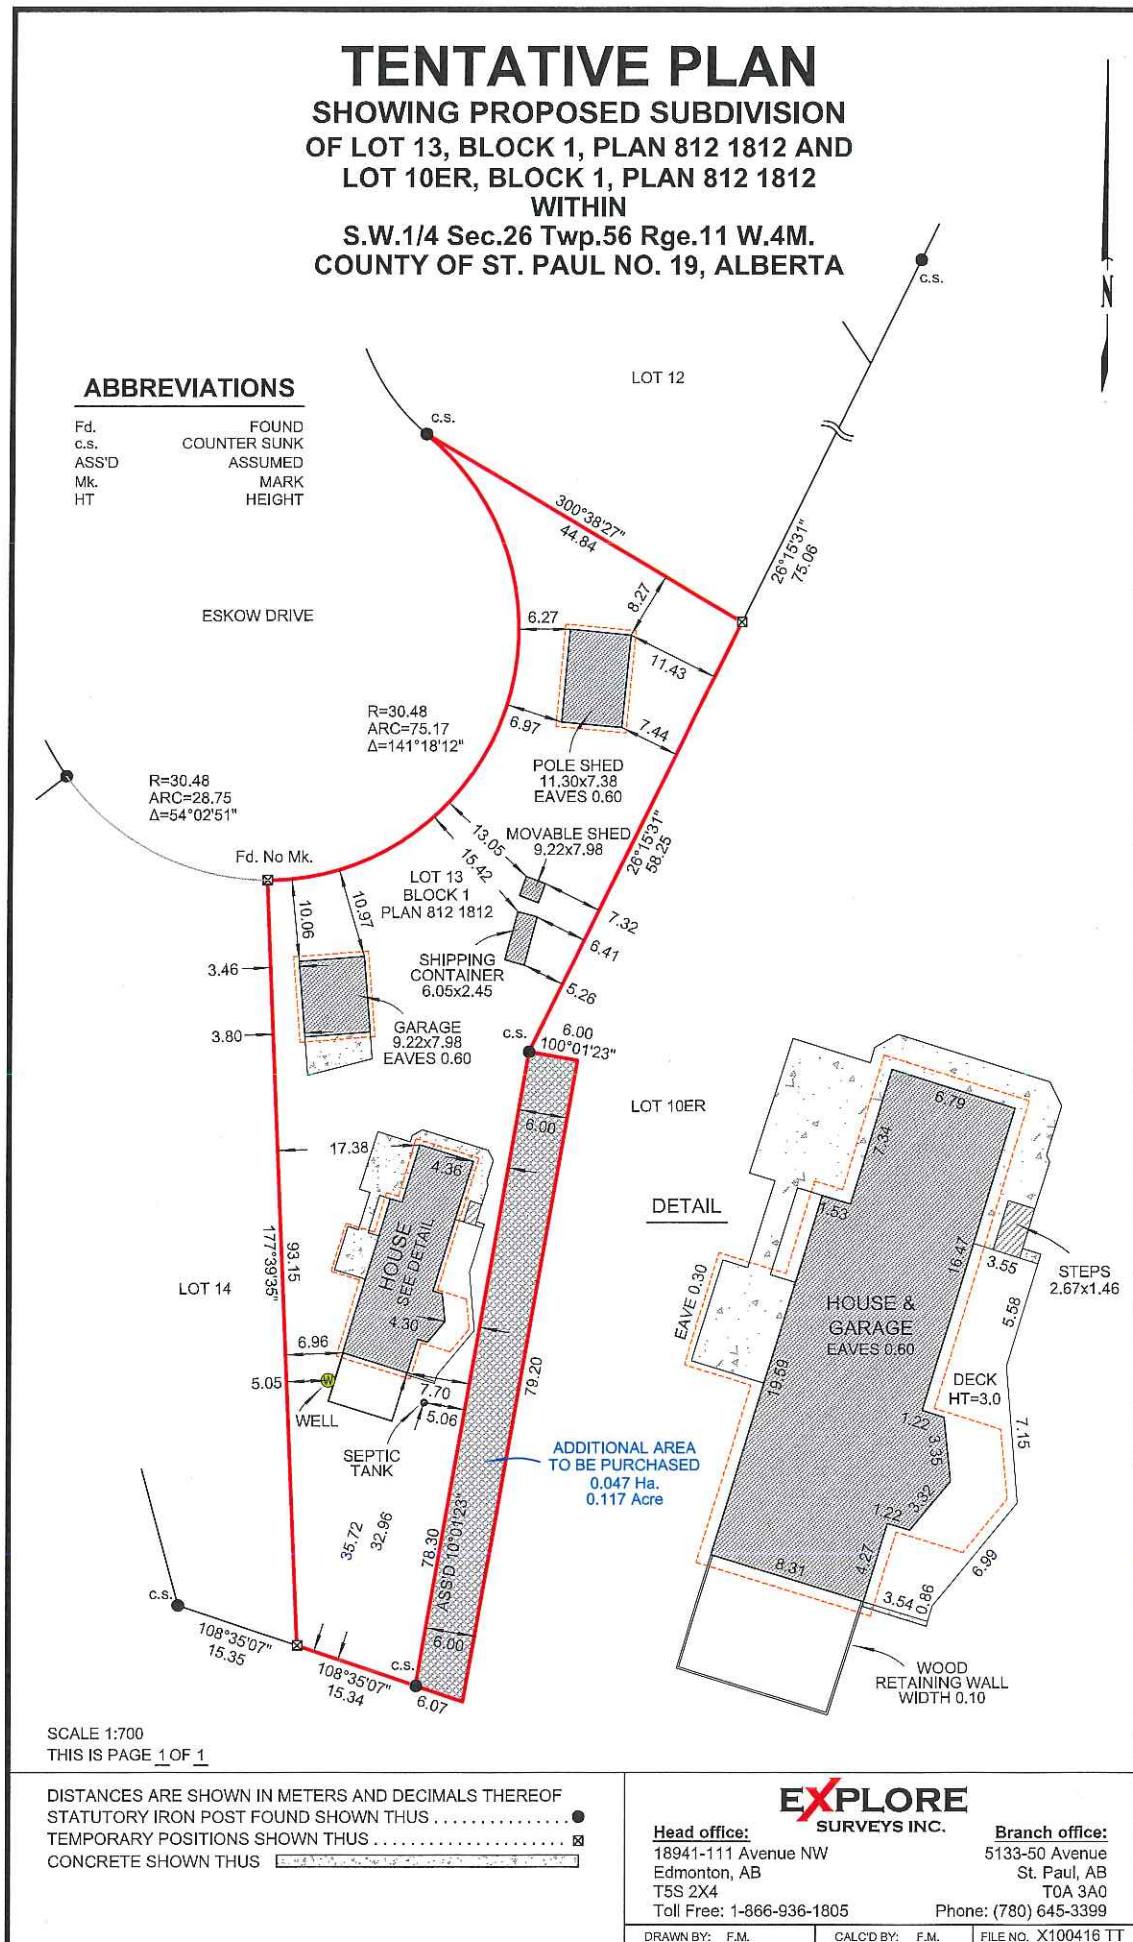 TENTATIVE PLAN
SHOWING PROPOSED SUBDIVISION
OF LOT 13, BLOCK 1, PLAN 812 1812 AND
LOT 10ER, BLOCK 1, PLAN 812 1812
WITHIN
S.W.1/4 Sec.26 Twp.56 Rge.11 W.4M.
COUNTY OF ST. PAUL NO. 19, ALBERTA
N
c.s.
LOT 12
ABBREVIATIONS
Fd. FOUND
c.s. COUNTER SUNK
ASS'D ASSUMED
Mk. MARK
HT HEIGHT
c.s.
300°38'27"
44.84
26°15'31"
75.06
ESKOW DRIVE
6.27
8.27
11.43
R=30.48
ARC=75.17
Δ=141°18'12"
6.97
7.44
POLE SHED
11.30x7.38
EAVES 0.60
R=30.48
ARC=28.75
Δ=54°02'51"
MOVABLE SHED
9.22x7.98
13.05
15.42
26°15'31"
58.25
Fd. No Mk.
LOT 13
BLOCK 1
PLAN 812 1812
10.06
10.97
7.32
6.41
5.26
SHIPPING
CONTAINER
6.05x2.45
3.46
3.80
GARAGE
9.22x7.98
EAVES 0.60
c.s.
6.00
100°01'23"
LOT 10ER
6.00
17.38
4.36
HOUSE
SEE DETAIL
4.30
93.15
177°39'35"
LOT 14
6.96
5.05
W
WELL
7.70
5.06
SEPTIC
TANK
79.20
ADDITIONAL AREA
TO BE PURCHASED
0.047 Ha.
0.117 Acre
35.72
32.96
78.30
ASS'D 10°01'23"
6.00
c.s.
108°35'07"
15.35
108°35'07"
15.34
c.s.
6.07
DETAIL
6.79
7.34
1.53
16.47
3.55
STEPS
2.67x1.46
EAVE 0.30
HOUSE &
GARAGE
EAVES 0.60
5.58
19.59
DECK
HT=3.0
7.15
1.22
3.35
3.32
1.22
4.27
8.31
6.99
3.54
0.86
WOOD
RETAINING WALL
WIDTH 0.10
SCALE 1:700
THIS IS PAGE 1 OF 1
DISTANCES ARE SHOWN IN METERS AND DECIMALS THEREOF
STATUTORY IRON POST FOUND SHOWN THUS
TEMPORARY POSITIONS SHOWN THUS
CONCRETE SHOWN THUS
EXPLORE
SURVEYS INC.
Head office:
18941-111 Avenue NW
Edmonton, AB
T5S 2X4
Toll Free: 1-866-936-1805
Branch office:
5133-50 Avenue
St. Paul, AB
T0A 3A0
Phone: (780) 645-3399
DRAWN BY: F.M.
CALC'D BY: F.M.
FILE NO. X100416 TT